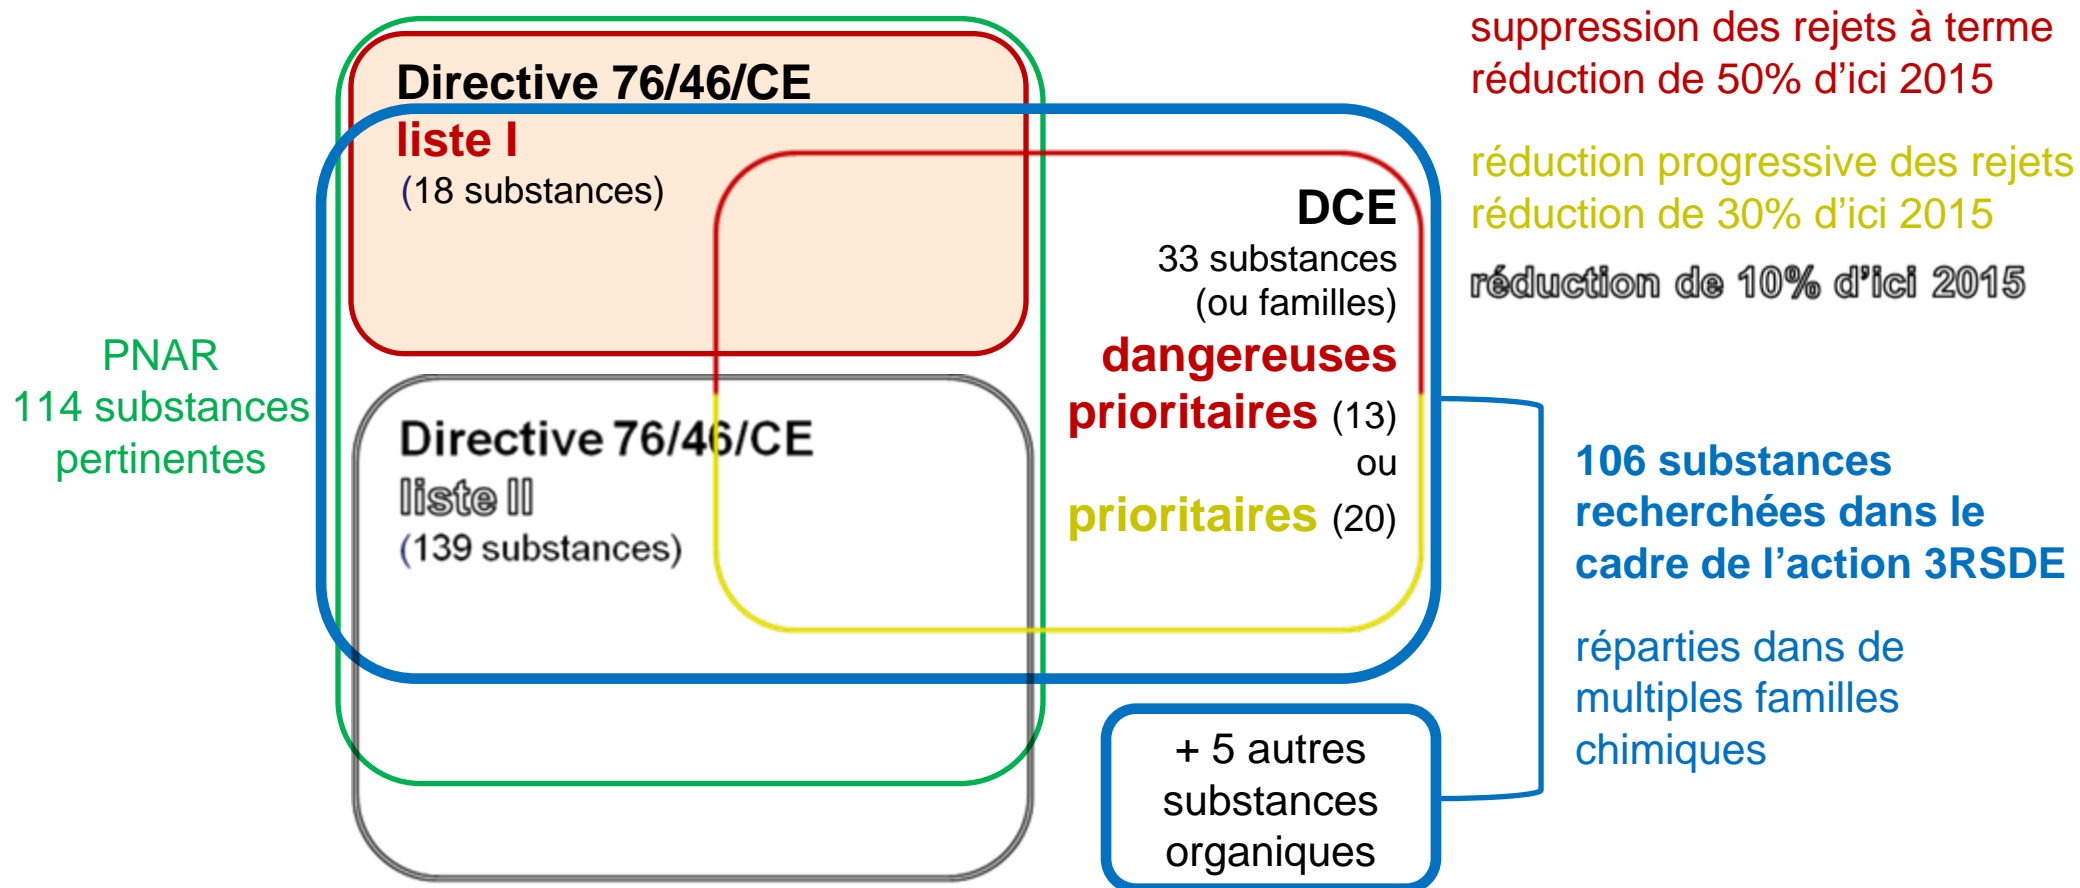 Directive 76/46/CE
liste I
(18 substances)
PNAR
114 substances
pertinentes
Directive 76/46/CE
liste II
(139 substances)
DCE
33 substances
(ou familles)
dangereuses
prioritaires (13)
ou
prioritaires (20)
+ 5 autres
substances
organiques
suppression des rejets à terme
réduction de 50% d’ici 2015
réduction progressive des rejets
réduction de 30% d’ici 2015
réduction de 10% d’ici 2015
106 substances
recherchées dans le
cadre de l’action 3RSDE
réparties dans de
multiples familles
chimiques